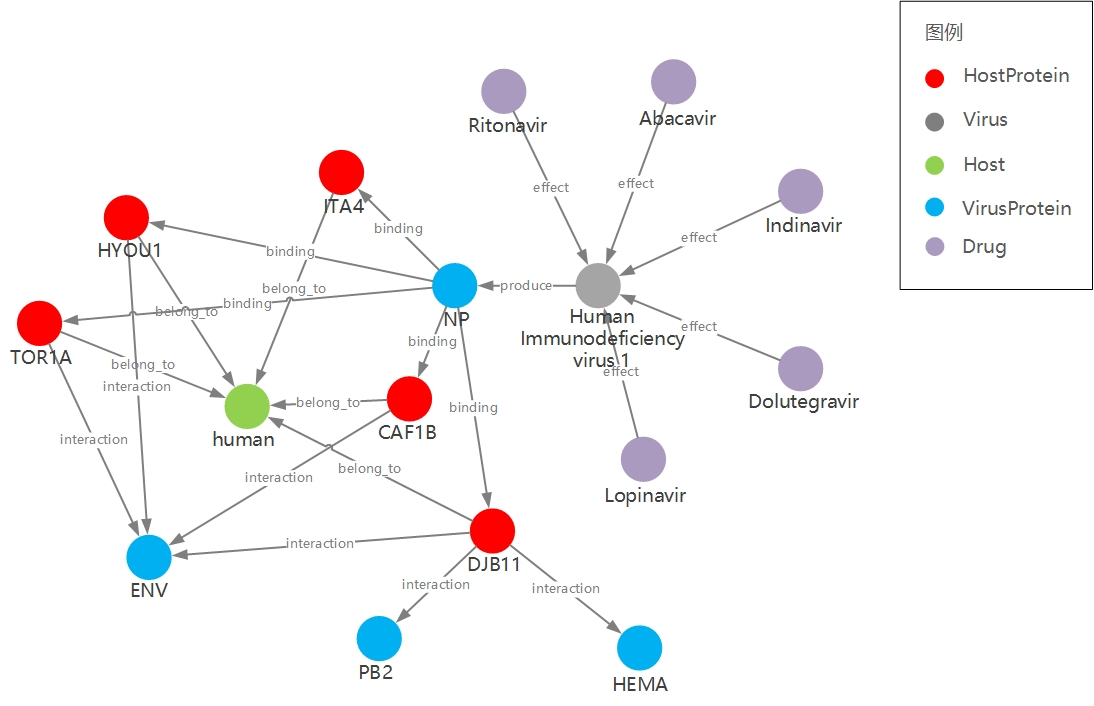 图例
HostProtein
Virus
Host
VirusProtein
Drug
Ritonavir
Abacavir
effect
effect
Indinavir
effect
ITA4
binding
HYOU1
binding
belong_to
produce
NP
Human
Immunodeficiency
virus 1
effect
effect
Dolutegravir
Lopinavir
binding
belong_to
TOR1A
belong_to
interaction
binding
belong_to
binding
CAF1B
human
interaction
interaction
belong_to
interaction
DJB11
ENV
interaction
interaction
PB2
HEMA